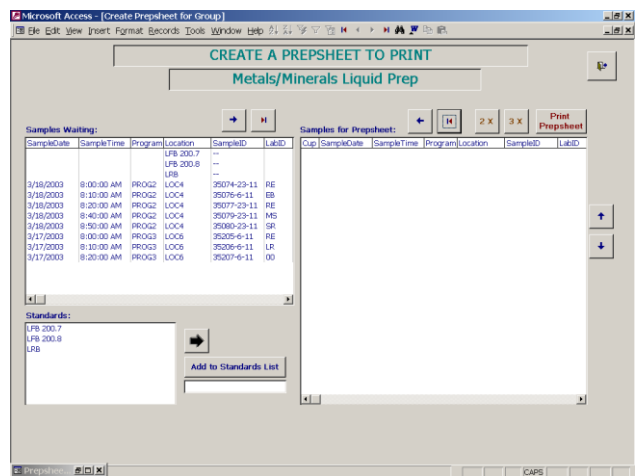 Microsoft Access - [Create Prepsheet for Group]
File Edit View Insert Format Records Tools Window Help
CREATE A PREPSHEET TO PRINT
Metals/Minerals Liquid Prep
Samples Waiting:
SampleDate SampleTime Program Location SampleID LabID
LFB 200.7 --
LFB 200.8 --
LRB --
3/18/2003 8:00:00 AM PROG2 LOC4 35074-23-11 RE
3/18/2003 8:10:00 AM PROG2 LOC4 35076-6-11 EB
3/18/2003 8:20:00 AM PROG2 LOC4 35077-23-11 RE
3/18/2003 8:40:00 AM PROG2 LOC4 35079-23-11 MS
3/18/2003 8:50:00 AM PROG2 LOC4 35080-23-11 SR
3/17/2003 8:00:00 AM PROG3 LOC6 35205-6-11 RE
3/17/2003 8:10:00 AM PROG3 LOC6 35206-6-11 LR
3/17/2003 8:20:00 AM PROG3 LOC6 35207-6-11 00
Samples for Prepsheet:
2 X
3 X
Print
Prepsheet
Cup SampleDate SampleTime Program Location SampleID LabID
Standards:
LFB 200.7
LFB 200.8
LRB
Add to Standards List
Prepshee...
CAPS